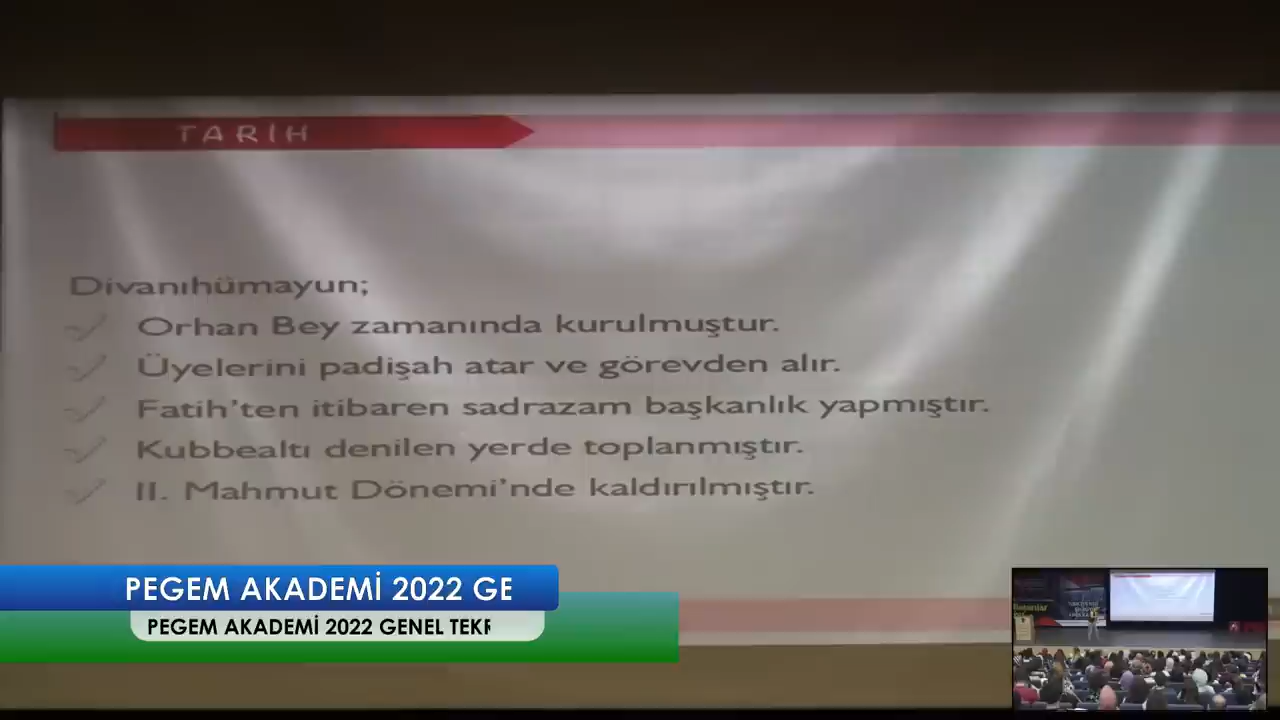 TARİH
Divanıhümayun;
Orhan Bey zamanında kurulmuştur.
Üyelerini padişah atar ve görevden alır.
Fatih'ten itibaren sadrazam başkanlık yapmıştır.
Kubbealtı denilen yerde toplanmıştır.
II. Mahmut Dönemi'nde kaldırılmıştır.
PEGEM AKADEMİ 2022 GE
PEGEM AKADEMİ 2022 GENEL TEKR